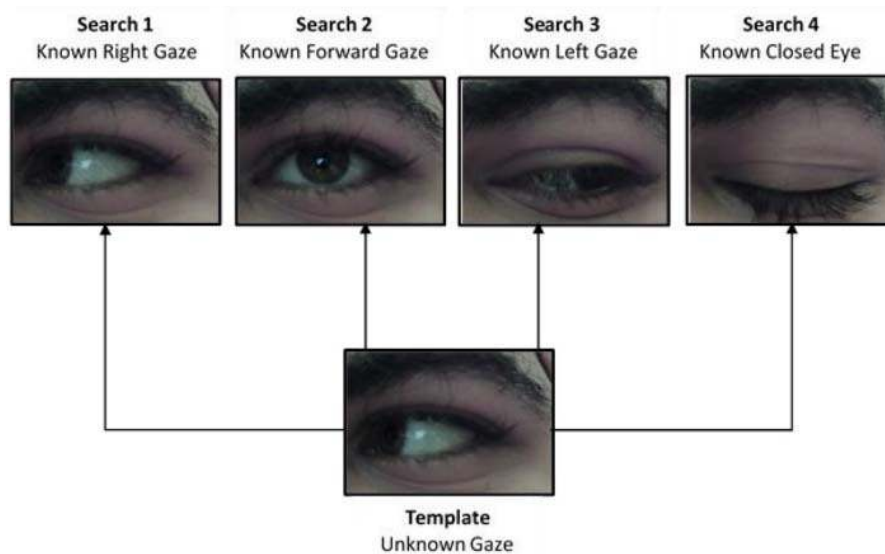 Search 1
Known Right Gaze
Search 2
Known Forward Gaze
Search 3
Known Left Gaze
Search 4
Known Closed Eye
Template
Unknown Gaze